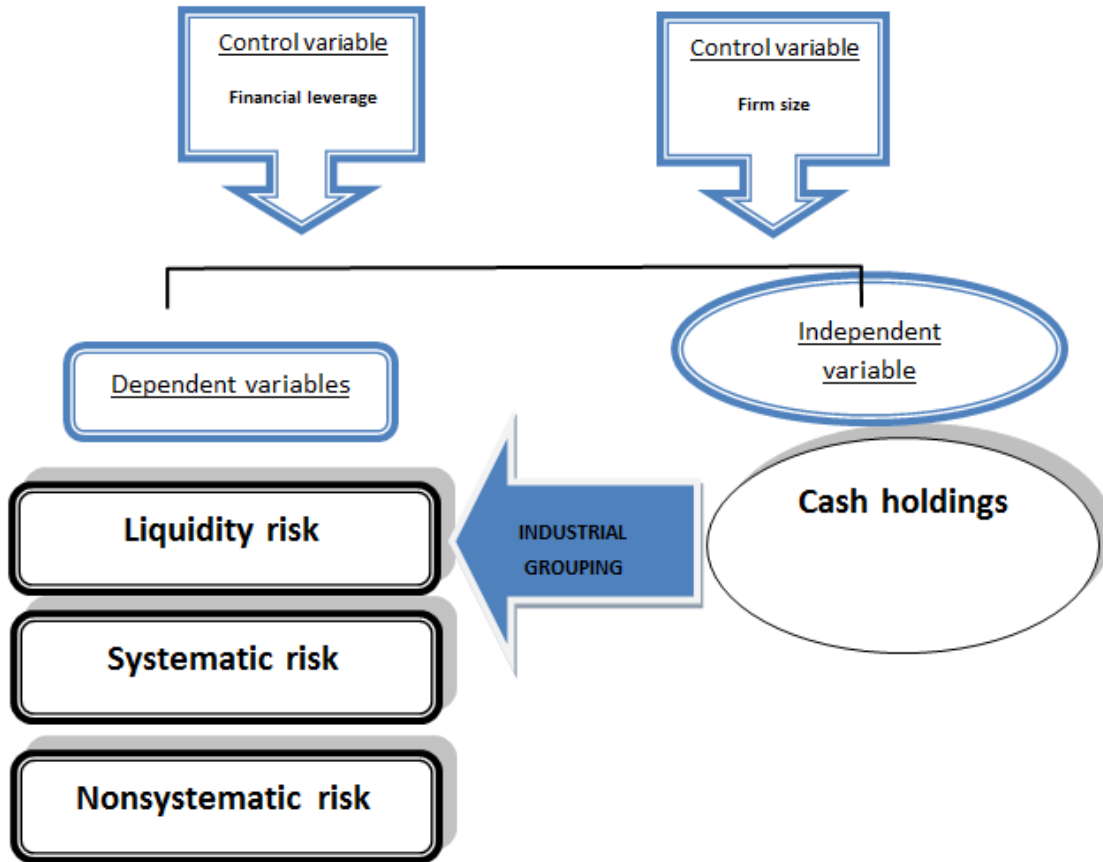 Control variable
Financial leverage
Control variable
Firm size
Independent
variable
Dependent variables
Cash holdings
Liquidity risk
INDUSTRIAL
GROUPING
Systematic risk
Nonsystematic risk